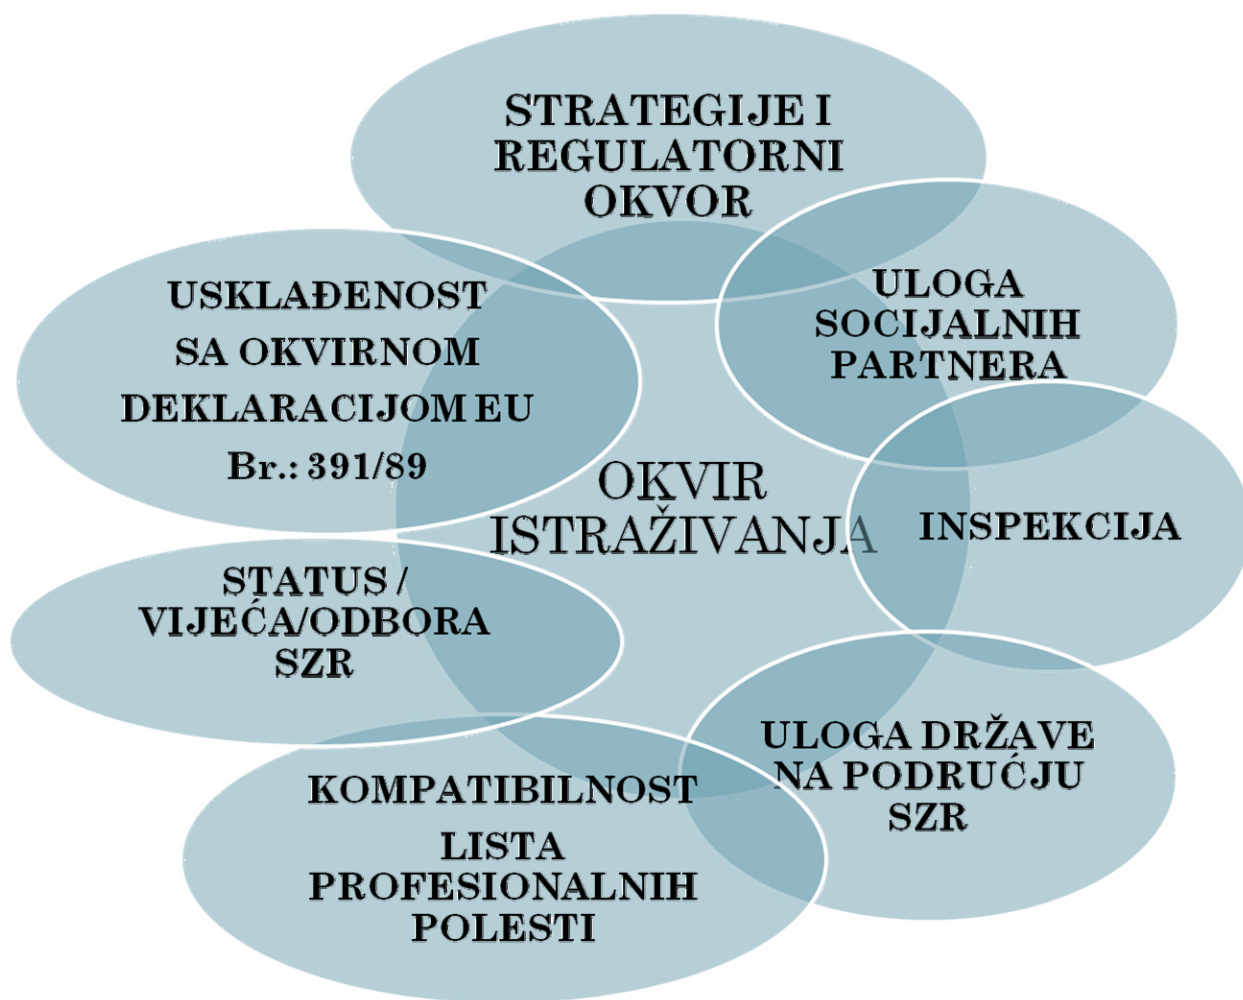 STRATEGIJE I
REGULATORNI
OKVOR
ULOGA
SOCIJALNIH
PARTNERA
USKLAĐENOST
SA OKVIRNOM
DEKLARACIJOM EU
Br.: 391/89
OKVIR
ISTRAŽIVANJA
INSPEKCIJA
STATUS /
VIJEĆA/ODBORA
SZR
ULOGA DRŽAVE
NA PODRUĆJU
SZR
KOMPATIBILNOST
LISTA
PROFESIONALNIH
POLESTI